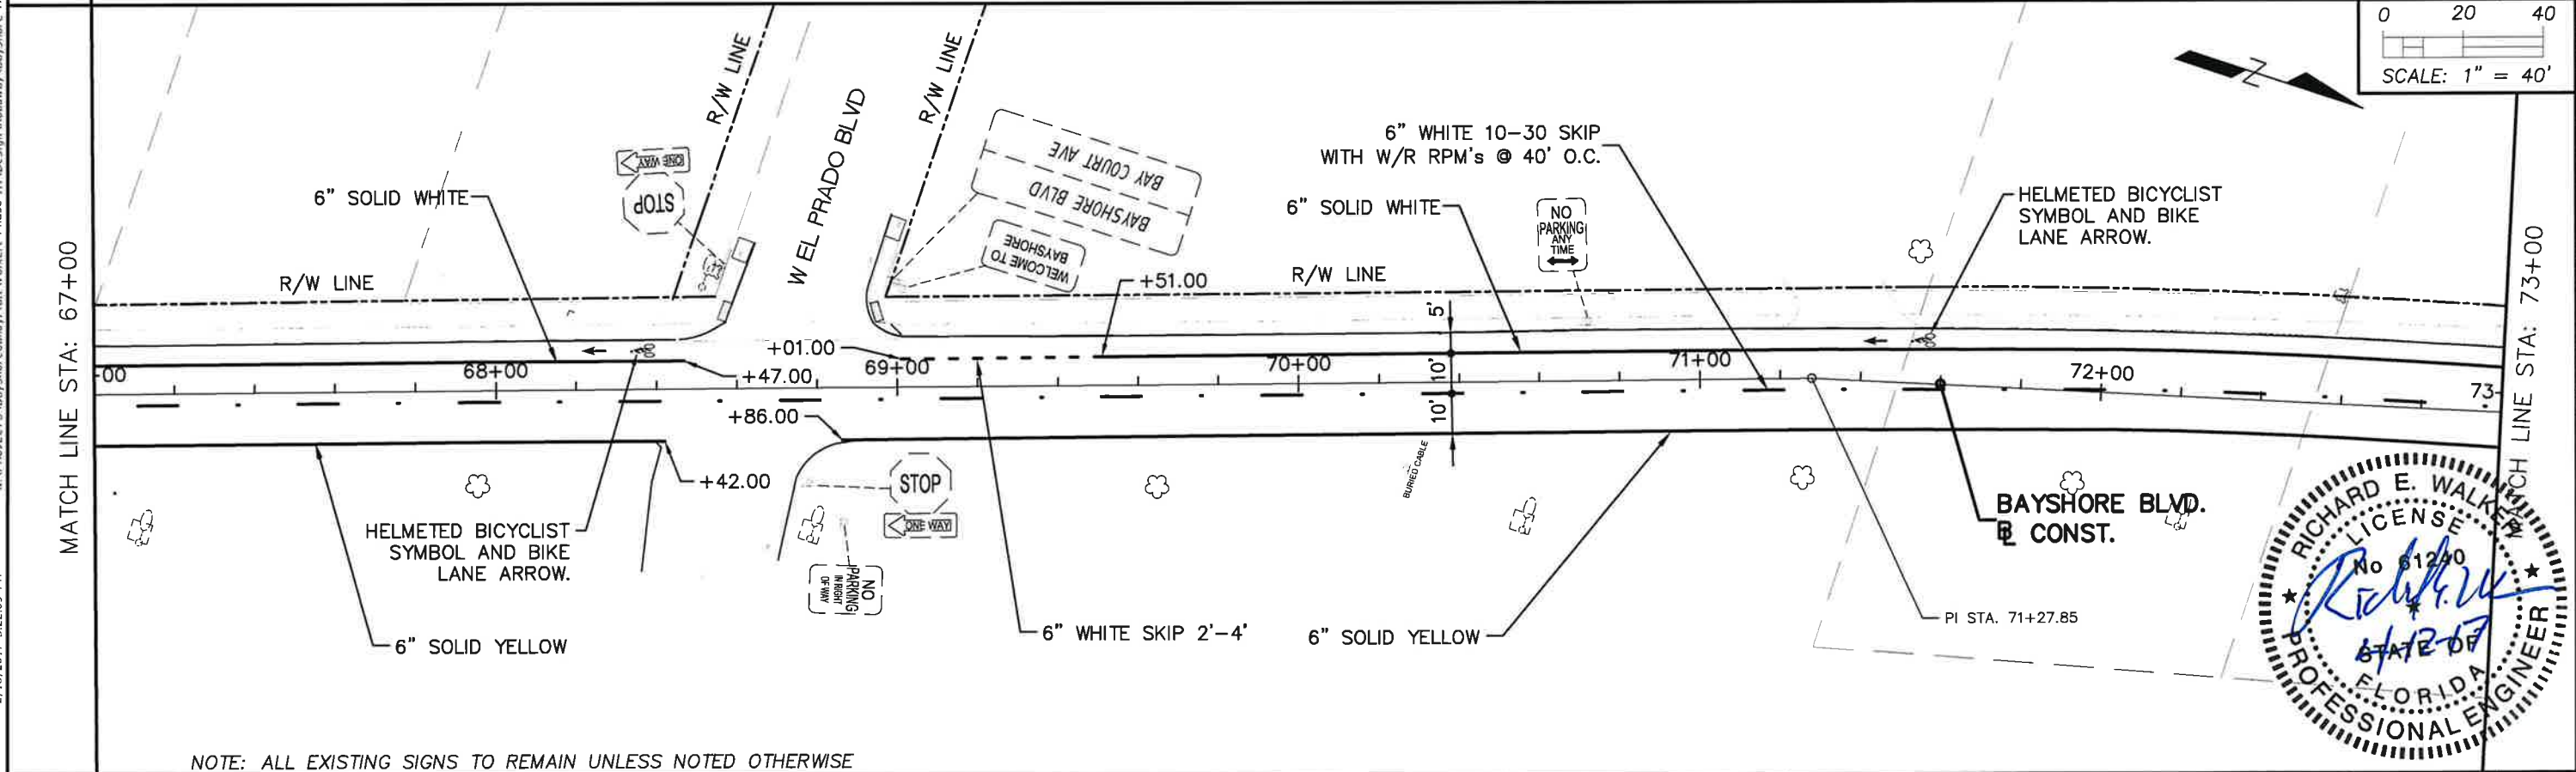 0 20 40
SCALE: 1" = 40'
N
MATCH LINE STA: 67+00
6" SOLID WHITE
R/W LINE
ONE WAY
STOP
R/W LINE
W EL PRADO BLVD
R/W LINE
BAY COURT AVE
BAYSHORE BLVD
WELCOME TO
BAYSHORE
+51.00
6" WHITE 10-30 SKIP
WITH W/R RPM's @ 40' O.C.
6" SOLID WHITE
R/W LINE
NO
PARKING
ANY
TIME
HELMETED BICYCLIST
SYMBOL AND BIKE
LANE ARROW.
MATCH LINE STA: 73+00
5'
10'
10'
-00
68+00
+47.00
+01.00
69+00
70+00
71+00
72+00
73-
+86.00
+42.00
STOP
ONE WAY
NO
PARKING
IN RIGHT
OF WAY
BURIED CABLE
HELMETED BICYCLIST
SYMBOL AND BIKE
LANE ARROW.
6" SOLID YELLOW
6" WHITE SKIP 2'-4'
6" SOLID YELLOW
BAYSHORE BLVD.
BL CONST.
PI STA. 71+27.85
RICHARD E. WALKER
LICENSE
No 61240
STATE OF
FLORIDA
PROFESSIONAL ENGINEER
NOTE: ALL EXISTING SIGNS TO REMAIN UNLESS NOTED OTHERWISE